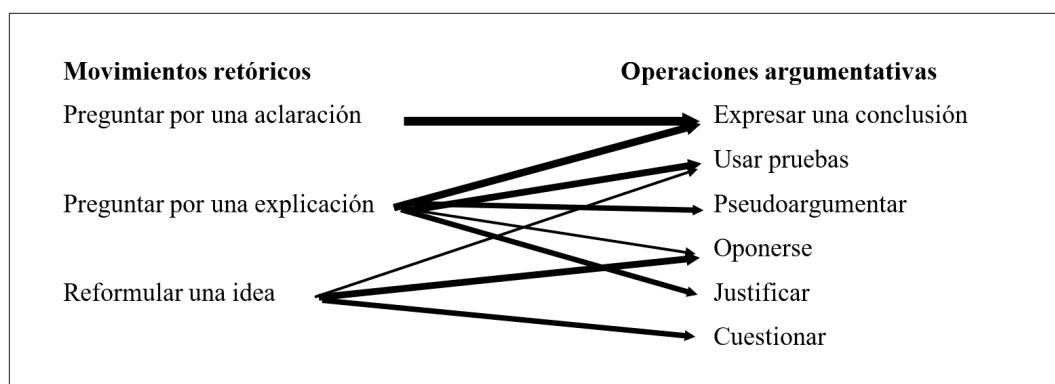 Movimientos retóricos
Operaciones argumentativas
Preguntar por una aclaración
Expresar una conclusión
Usar pruebas
Preguntar por una explicación
Pseudoargumentar
Oponerse
Reformular una idea
Justificar
Cuestionar